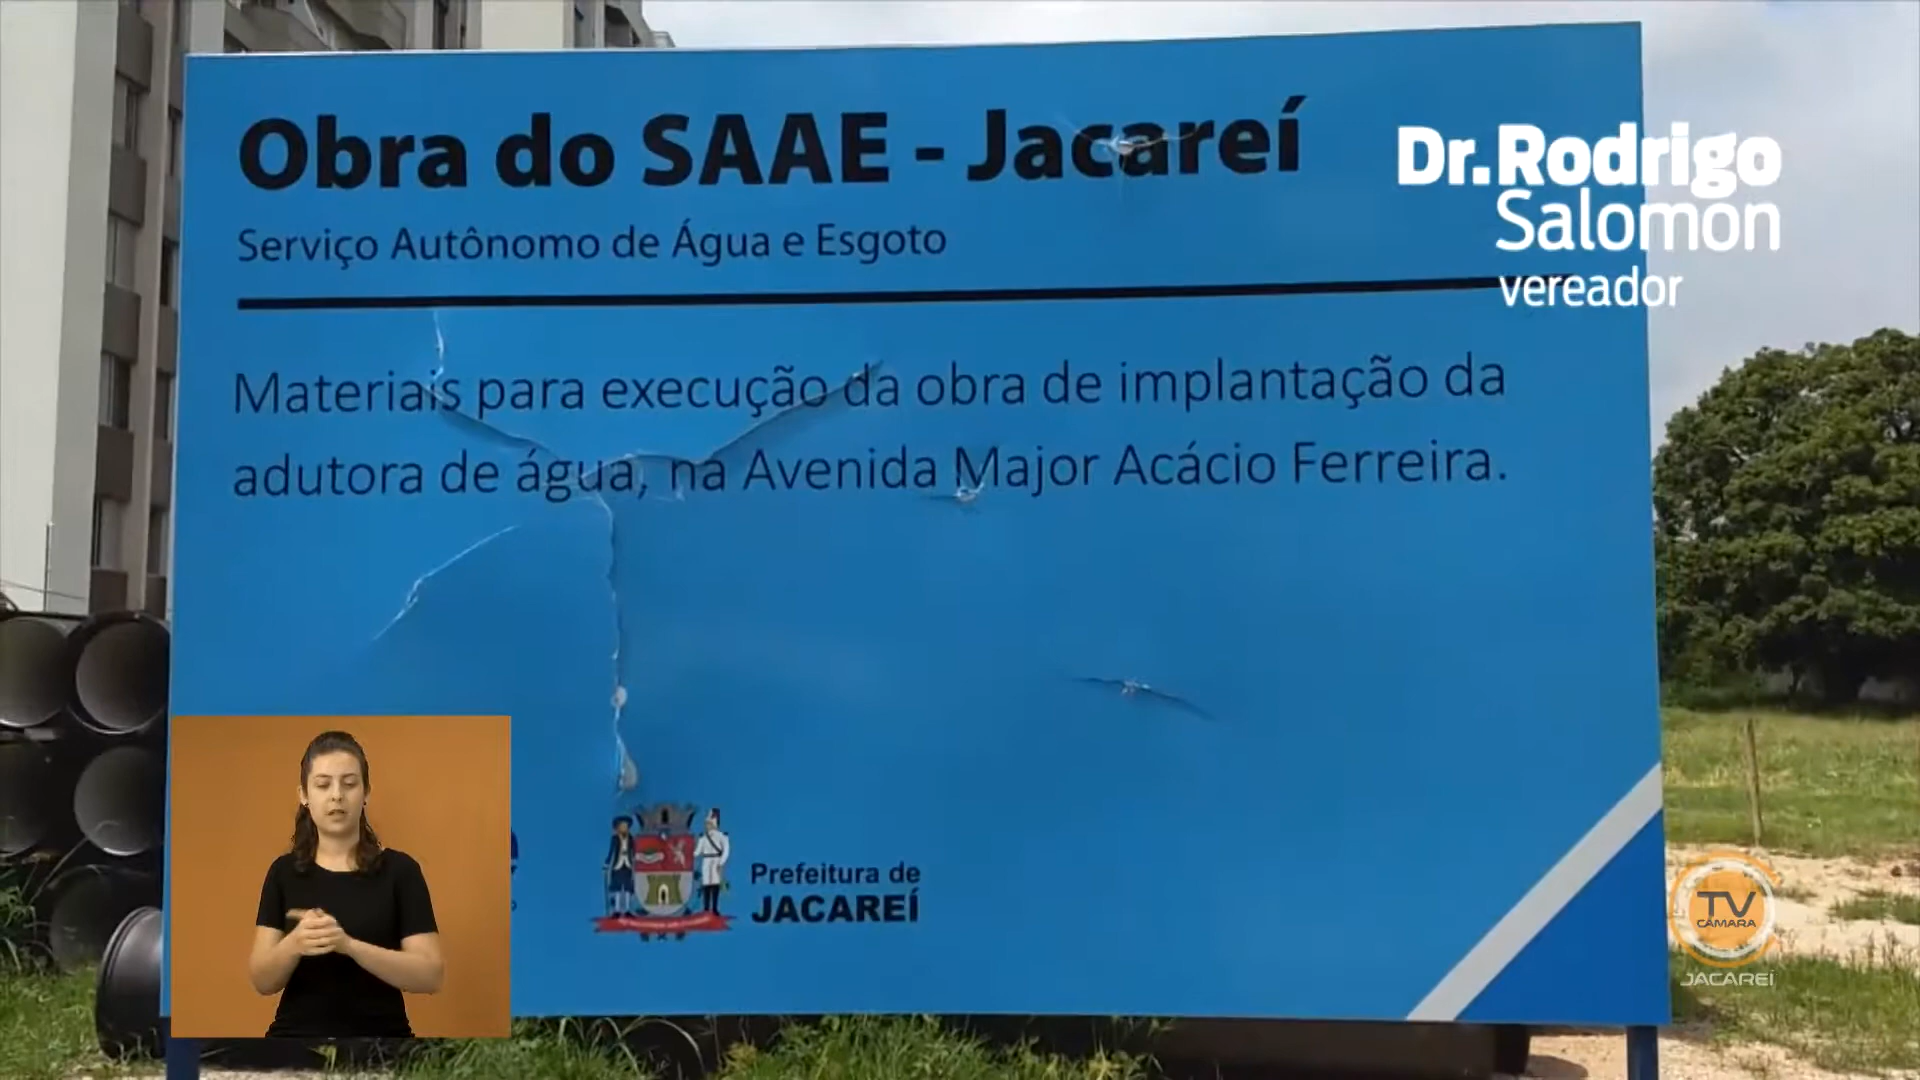 Obra do SAAE - Jacareí
Serviço Autônomo de Água e Esgoto
Dr. Rodrigo
Salomon
vereador
Materiais para execução da obra de implantação da
adutora de água, na Avenida Major Acácio Ferreira.
Prefeitura de
JACAREÍ
TV
CÂMARA
JACAREÍ